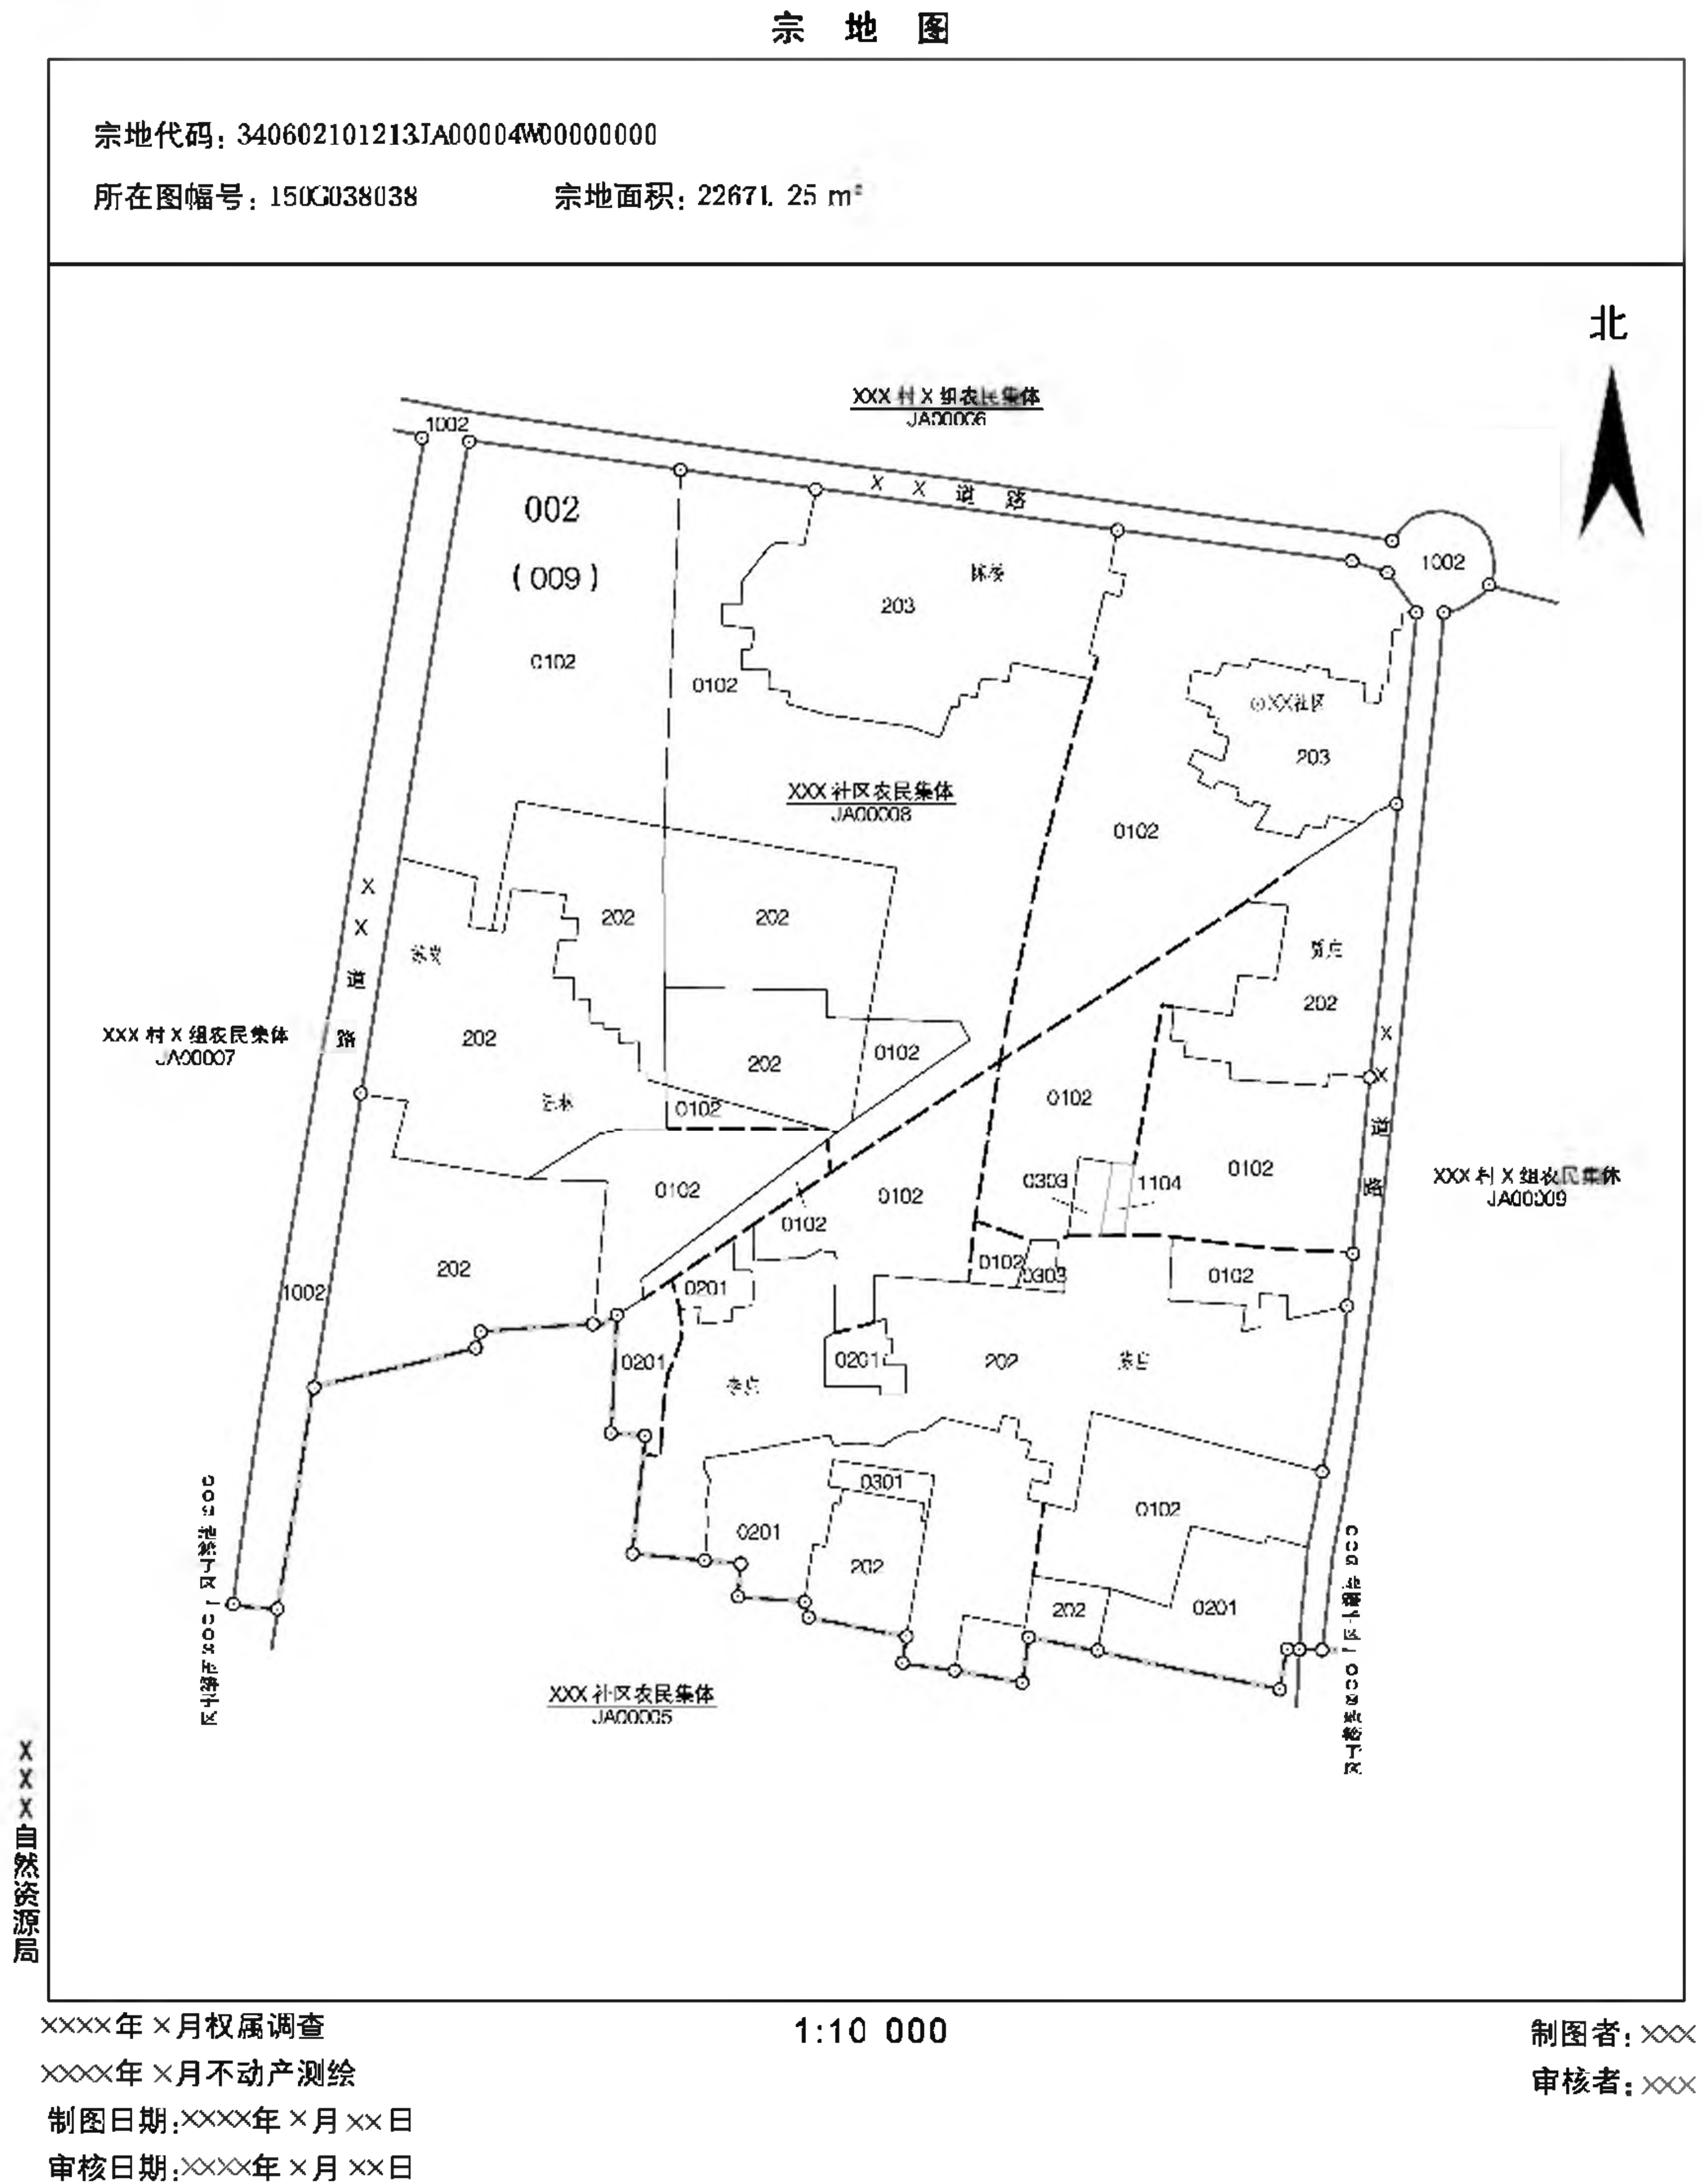 宗 地 图
宗地代码：340602101213JA00004W00000000
所在图幅号：150G038038 宗地面积：22671.25 m²
北
XXX 村 X 组农民集体
JA00006
1002
X X 道 路
002
(009)
1002
203
0102
0102
⊙XX社区
203
XXX 社区农民集体
JA00008
0102
X
X
道
路
202
202
202
X
X
道
路
XXX 村 X 组农民集体
JA00007
202
202
0102
0102
0102
0102
0102
0102
0303
1104
XXX 村 X 组农民集体
JA00009
0102
0102
0102
0303
0102
202
1002
0201
0201
0201
202
0301
0102
0201
202
202
0201
XXX 社区农民集体
JA00005
XXX自然资源局
××××年 ×月权属调查
××××年 ×月不动产测绘
制图日期：××××年 ×月 ××日
审核日期：××××年 ×月 ××日
1:10 000
制图者：×××
审核者：×××